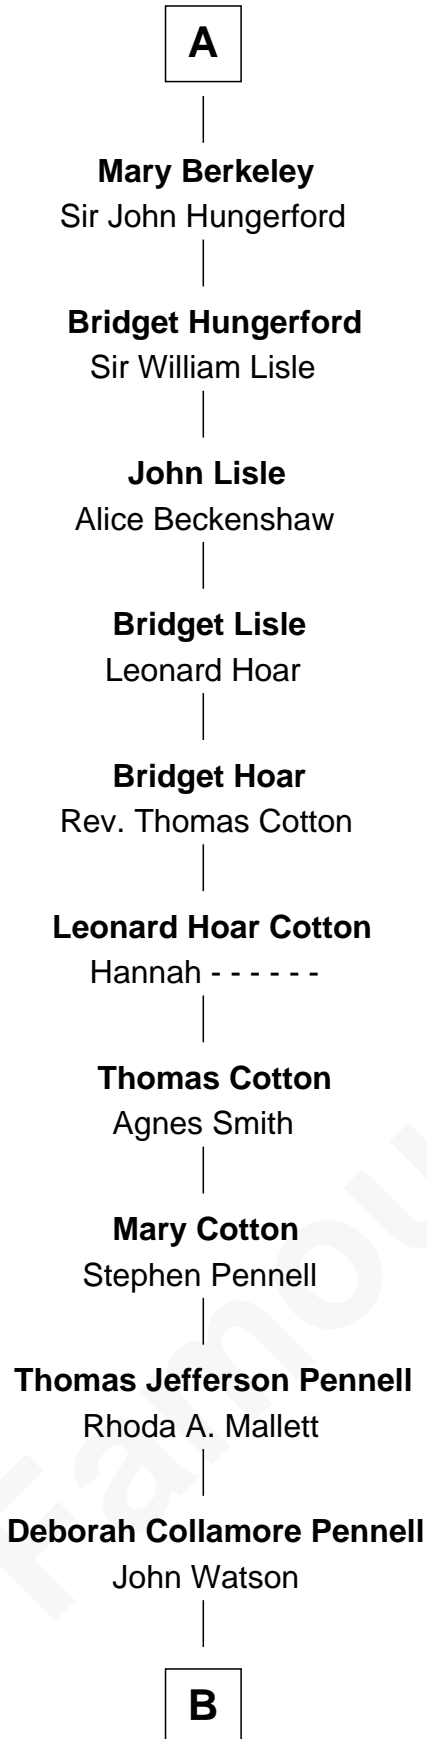 A
Mary Berkeley
Sir John Hungerford
Bridget Hungerford
Sir William Lisle
John Lisle
Alice Beckenshaw
Bridget Lisle
Leonard Hoar
Bridget Hoar
Rev. Thomas Cotton
Leonard Hoar Cotton
Hannah - - - - - -
Thomas Cotton
Agnes Smith
Mary Cotton
Stephen Pennell
Thomas Jefferson Pennell
Rhoda A. Mallett
Deborah Collamore Pennell
John Watson
B
Famou